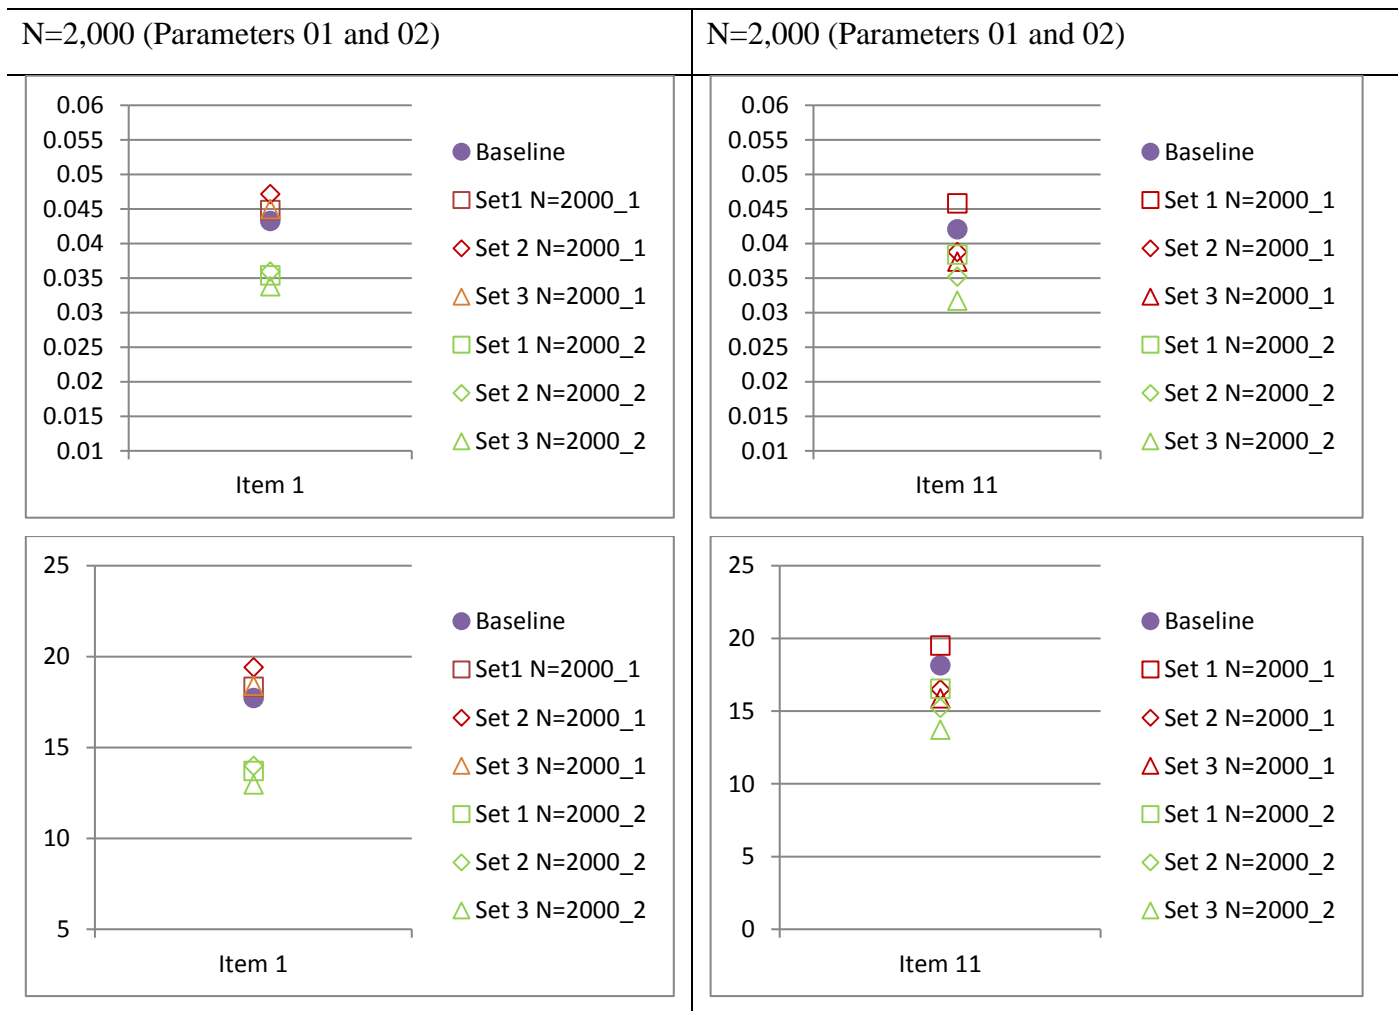 N=2,000 (Parameters 01 and 02)
N=2,000 (Parameters 01 and 02)
0.06
0.055
0.05
0.045
0.04
0.035
0.03
0.025
0.02
0.015
0.01
Item 1
Baseline
Set1 N=2000_1
Set 2 N=2000_1
Set 3 N=2000_1
Set 1 N=2000_2
Set 2 N=2000_2
Set 3 N=2000_2
0.06
0.055
0.05
0.045
0.04
0.035
0.03
0.025
0.02
0.015
0.01
Item 11
Baseline
Set 1 N=2000_1
Set 2 N=2000_1
Set 3 N=2000_1
Set 1 N=2000_2
Set 2 N=2000_2
Set 3 N=2000_2
25
20
15
10
5
Item 1
Baseline
Set1 N=2000_1
Set 2 N=2000_1
Set 3 N=2000_1
Set 1 N=2000_2
Set 2 N=2000_2
Set 3 N=2000_2
25
20
15
10
5
0
Item 11
Baseline
Set 1 N=2000_1
Set 2 N=2000_1
Set 3 N=2000_1
Set 1 N=2000_2
Set 2 N=2000_2
Set 3 N=2000_2